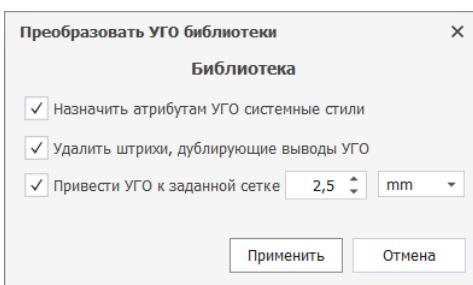 Преобразовать УГО библиотеки
Библиотека
Назначить атрибутам УГО системные стили
Удалить штрихи, дублирующие выводы УГО
Привести УГО к заданной сетке 2,5 mm
Применить Отмена